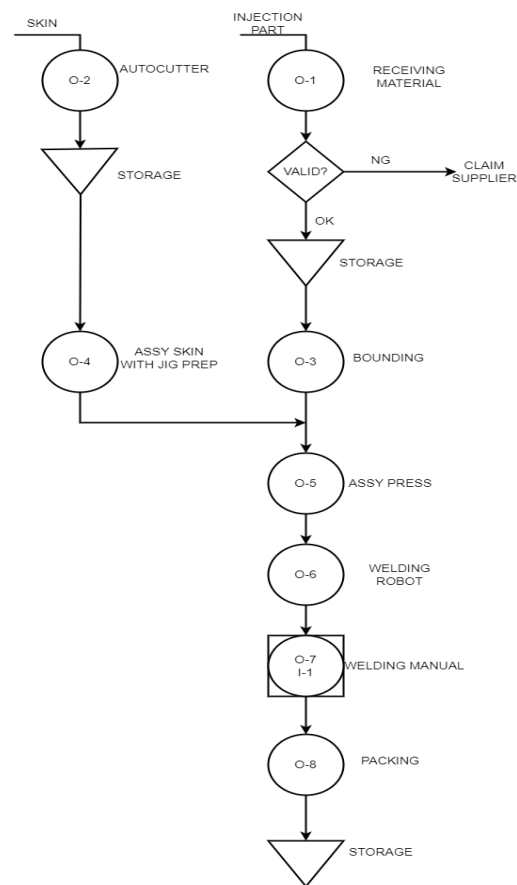 SKIN
INJECTION
PART
O-2
AUTOCUTTER
O-1
RECEIVING
MATERIAL
STORAGE
VALID?
NG
CLAIM
SUPPLIER
OK
STORAGE
O-4
ASSY SKIN
WITH JIG PREP
O-3
BOUNDING
O-5
ASSY PRESS
O-6
WELDING
ROBOT
O-7
I-1
WELDING MANUAL
O-8
PACKING
STORAGE